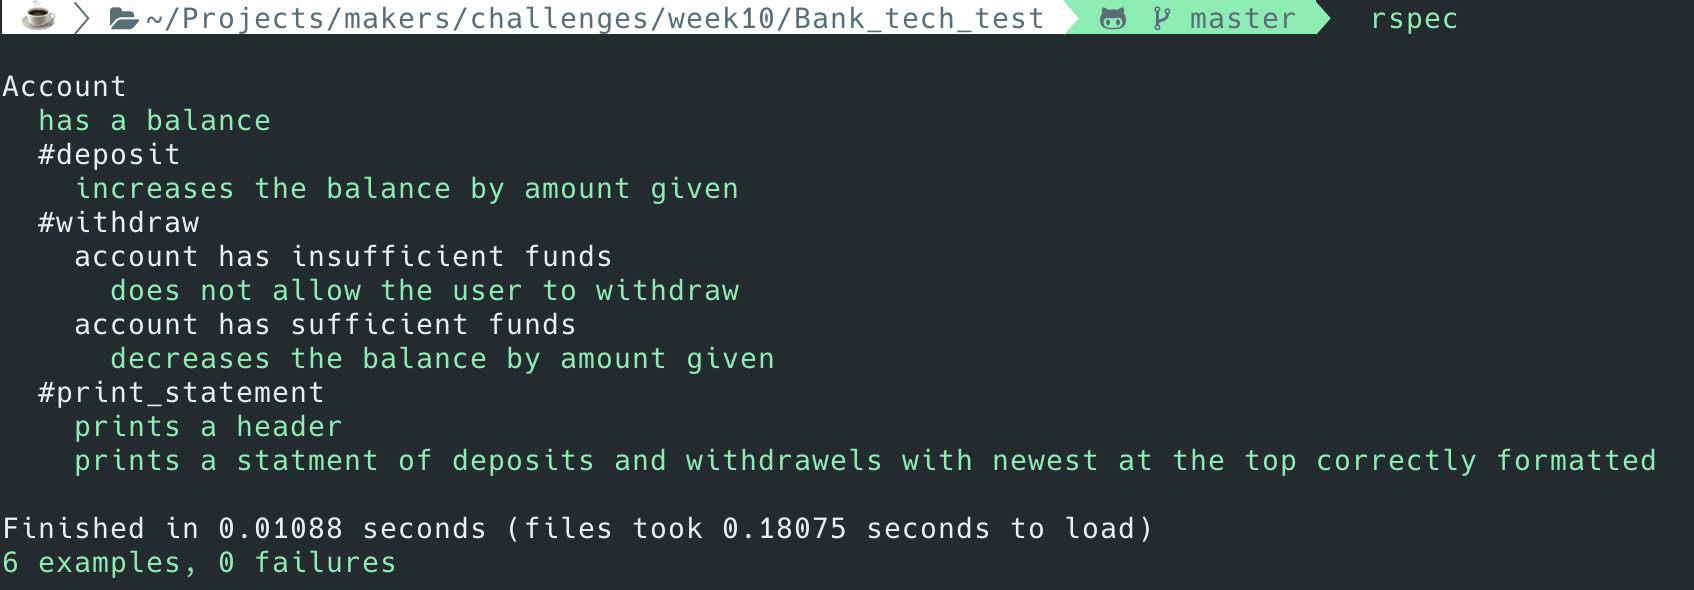 ~/Projects/makers/challenges/week10/Bank_tech_test master rspec
Account
has a balance
#deposit
increases the balance by amount given
#withdraw
account has insufficient funds
does not allow the user to withdraw
account has sufficient funds
decreases the balance by amount given
#print_statement
prints a header
prints a statment of deposits and withdrawels with newest at the top correctly formatted
Finished in 0.01088 seconds (files took 0.18075 seconds to load)
6 examples, 0 failures